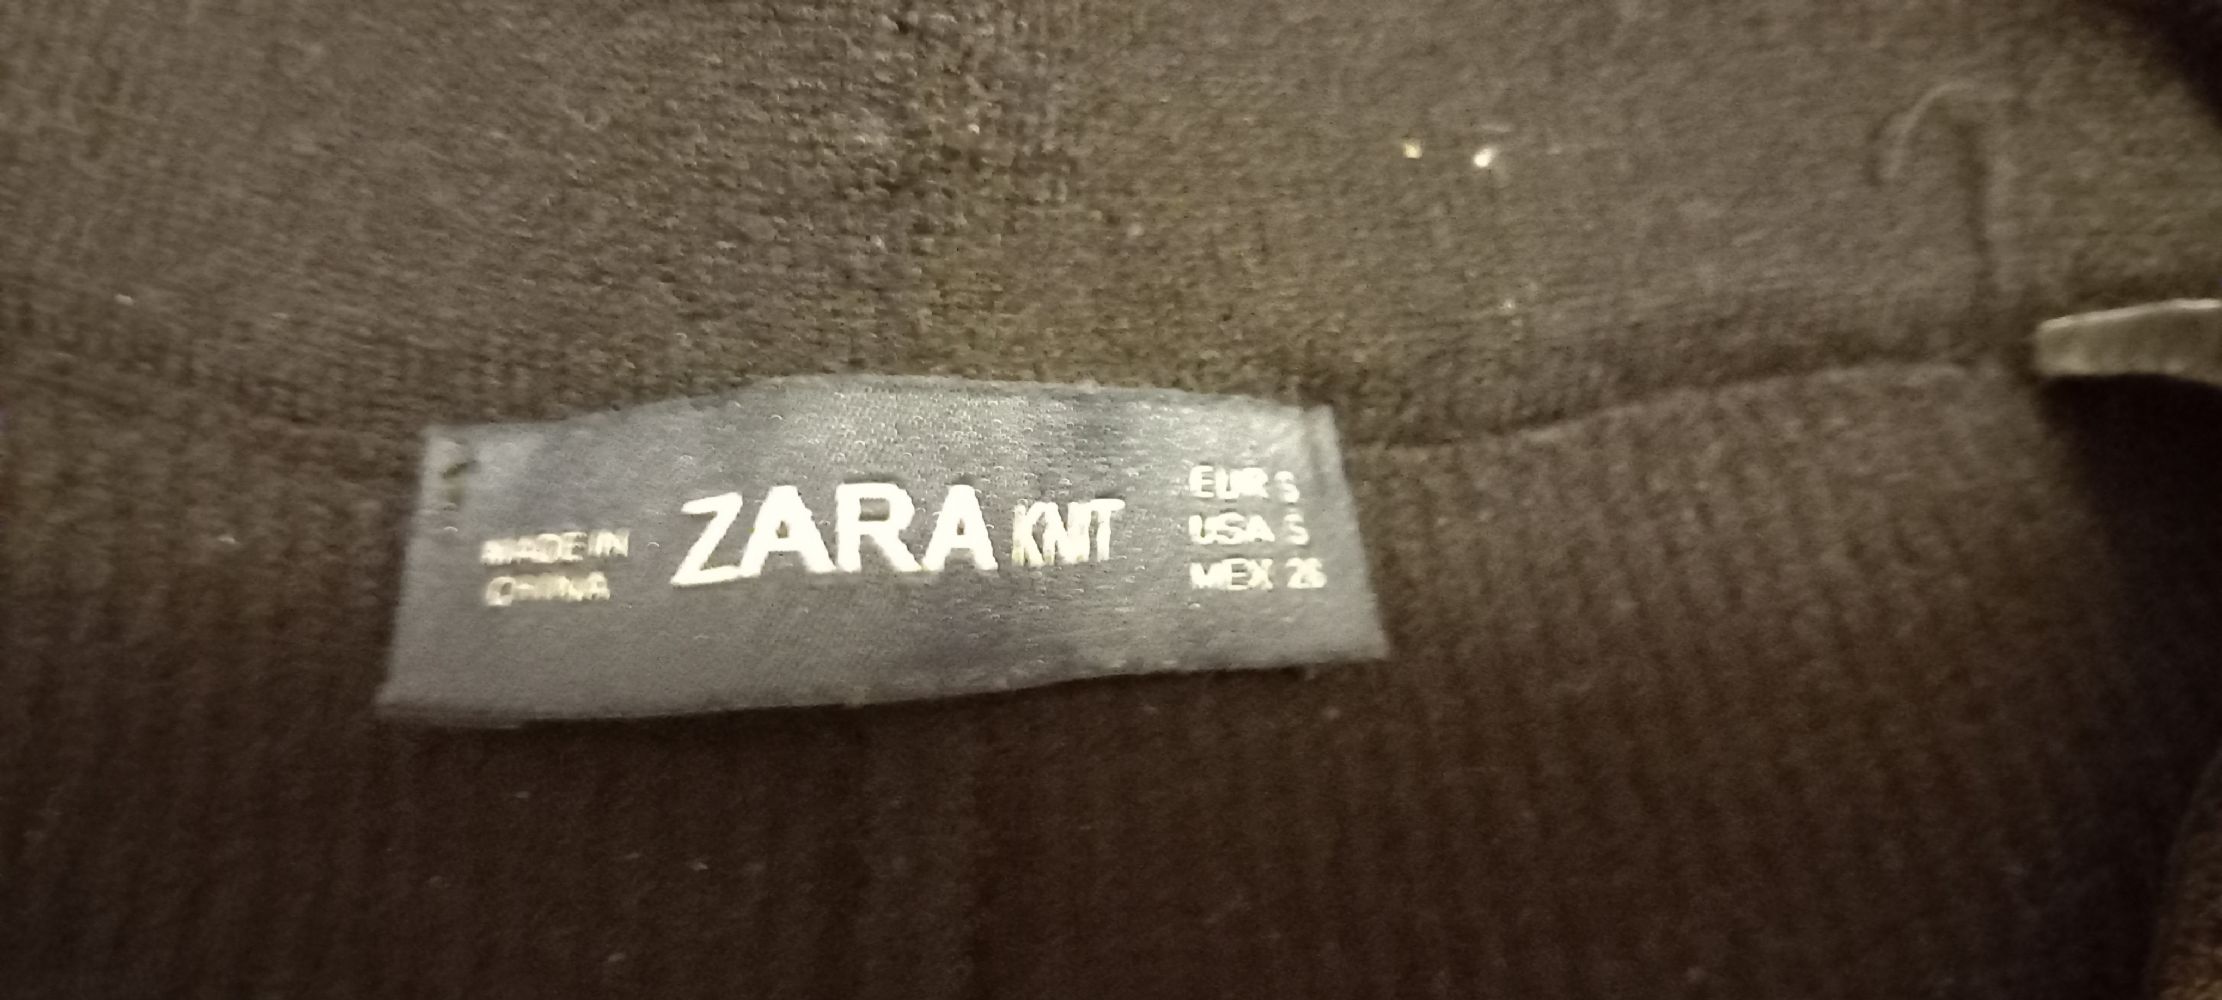 MADE IN
CHINA
ZARA KNIT
EUR S
USA S
MEX 26